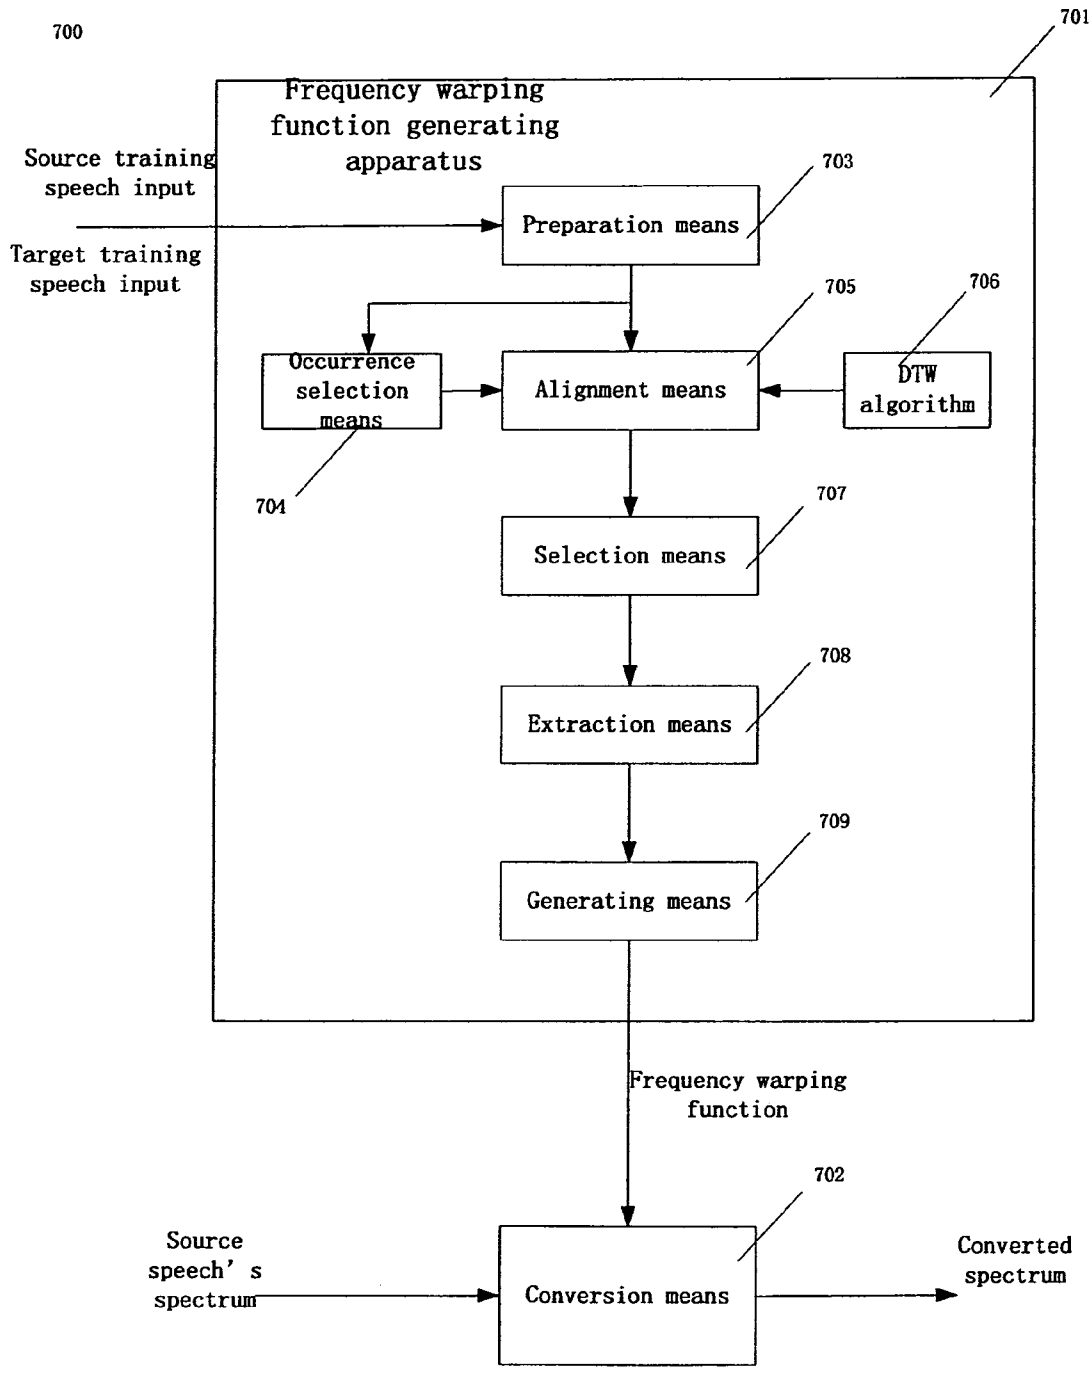 700
701
Frequency warping
function generating
apparatus
Source training
speech input
703
Preparation means
Target training
speech input
705
706
Occurrence
selection
means
Alignment means
DTW
algorithm
704
707
Selection means
708
Extraction means
709
Generating means
Frequency warping
function
702
Source
speech's
spectrum
Conversion means
Converted
spectrum